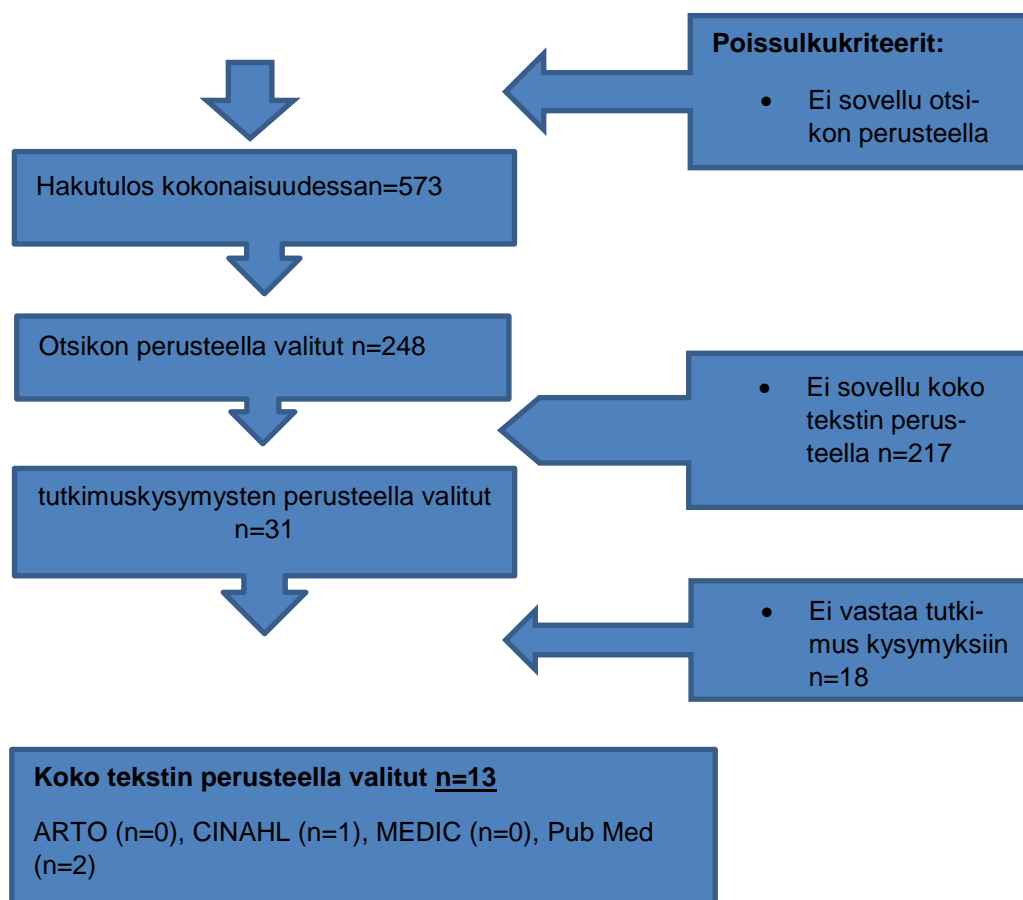 Poissulkukriteerit:
• Ei sovellu otsi-
kon perusteella
Hakutulos kokonaisuudessan=573
Otsikon perusteella valitut n=248
• Ei sovellu koko
tekstin perus-
teella n=217
tutkimuskysymysten perusteella valitut
n=31
• Ei vastaa tutki-
mus kysymyksiin
n=18
Koko tekstin perusteella valitut n=13
ARTO (n=0), CINAHL (n=1), MEDIC (n=0), Pub Med
(n=2)